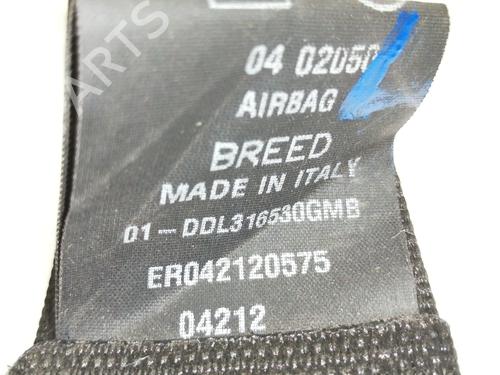 04 02050
AIRBAG
BREED
MADE IN ITALY
01-DDL316530GMB
ER042120575
04212